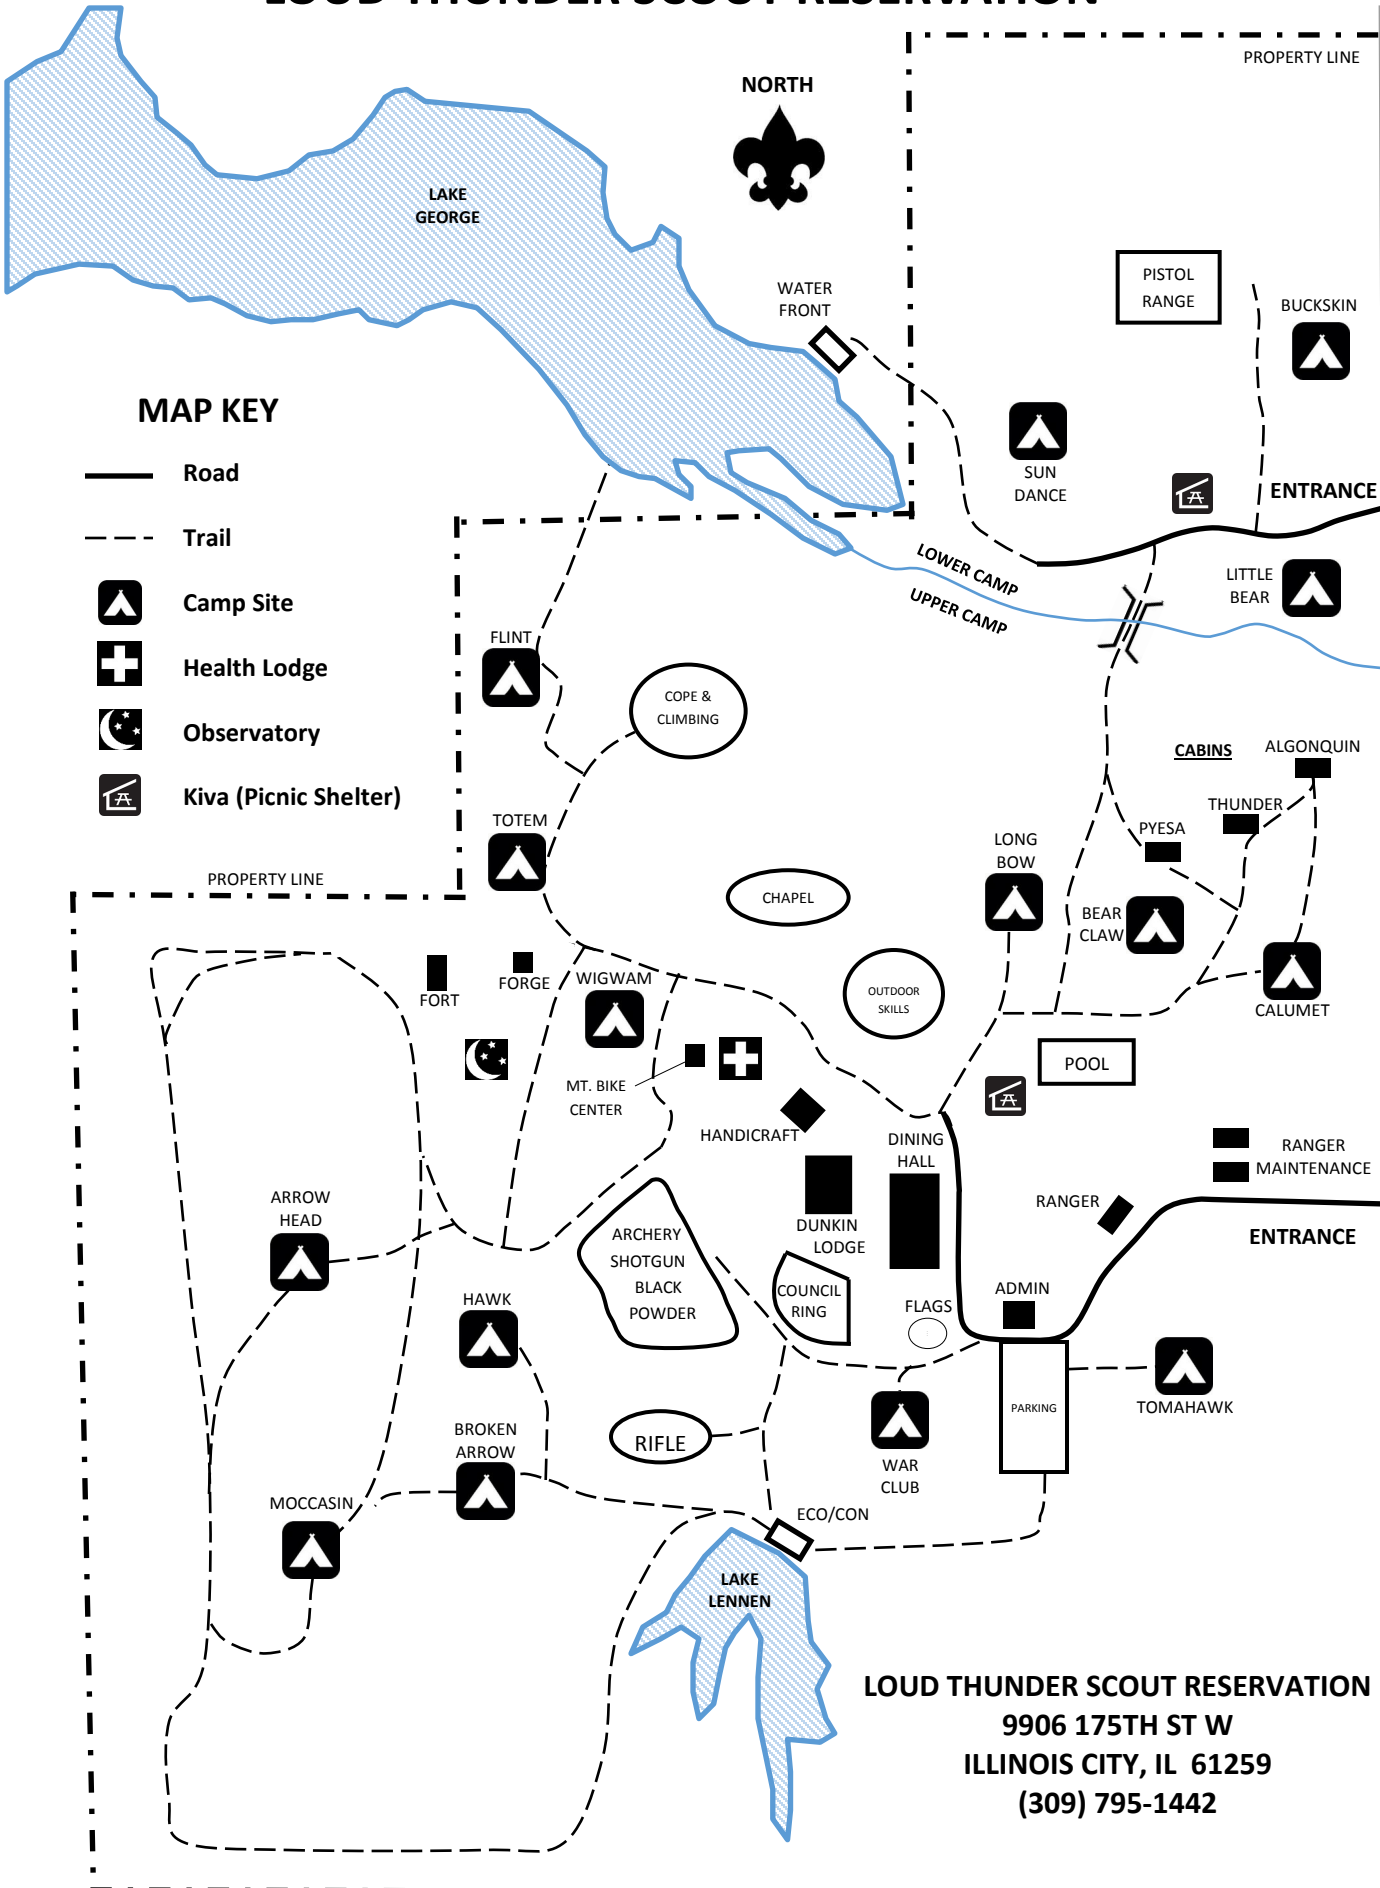 LOUD THUNDER SCOUT RESERVATION
PROPERTY LINE
NORTH
LAKE
GEORGE
WATER
FRONT
PISTOL
RANGE
BUCKSKIN
MAP KEY
Road
Trail
Camp Site
Health Lodge
Observatory
Kiva (Picnic Shelter)
SUN
DANCE
ENTRANCE
LOWER CAMP
UPPER CAMP
LITTLE
BEAR
FLINT
COPE &
CLIMBING
CABINS
ALGONQUIN
THUNDER
PYESA
TOTEM
LONG
BOW
PROPERTY LINE
CHAPEL
BEAR
CLAW
FORT
FORGE
WIGWAM
OUTDOOR
SKILLS
CALUMET
MT. BIKE
CENTER
POOL
HANDICRAFT
DINING
HALL
RANGER
MAINTENANCE
ARROW
HEAD
RANGER
DUNKIN
LODGE
ENTRANCE
ARCHERY
SHOTGUN
BLACK
POWDER
COUNCIL
RING
FLAGS
ADMIN
HAWK
PARKING
TOMAHAWK
BROKEN
ARROW
RIFLE
WAR
CLUB
MOCCASIN
ECO/CON
LAKE
LENNEN
LOUD THUNDER SCOUT RESERVATION
9906 175TH ST W
ILLINOIS CITY, IL 61259
(309) 795-1442